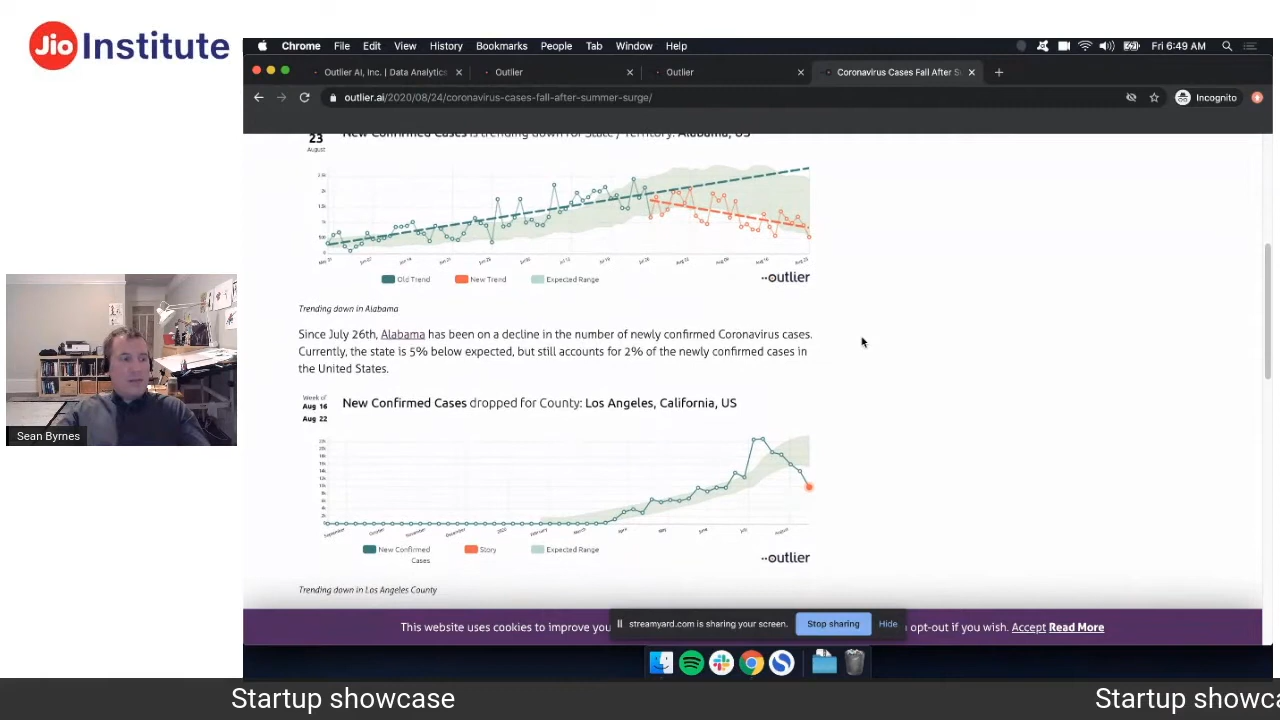 Jio Institute
Chrome File Edit View History Bookmarks People Tab Window Help
Fri 6:49 AM
Outlier AI, Inc. | Data Analytics
Outlier
Outlier
Coronavirus Cases Fall After S
outlier.ai/2020/08/24/coronavirus-cases-fall-after-summer-surge/
Incognito
23
August
New Confirmed Cases is trending down for State / Territory: Alabama, US
Old Trend New Trend Expected Range
outlier
Trending down in Alabama
Since July 26th, Alabama has been on a decline in the number of newly confirmed Coronavirus cases.
Currently, the state is 5% below expected, but still accounts for 2% of the newly confirmed cases in
the United States.
Week of
Aug 16
Aug 22
New Confirmed Cases dropped for County: Los Angeles, California, US
New Confirmed
Cases
Story
Expected Range
outlier
Trending down in Los Angeles County
This website uses cookies to improve you
opt-out if you wish. Accept Read More
streamyard.com is sharing your screen.
Stop sharing
Hide
Sean Byrnes
Startup showcase
Startup showca